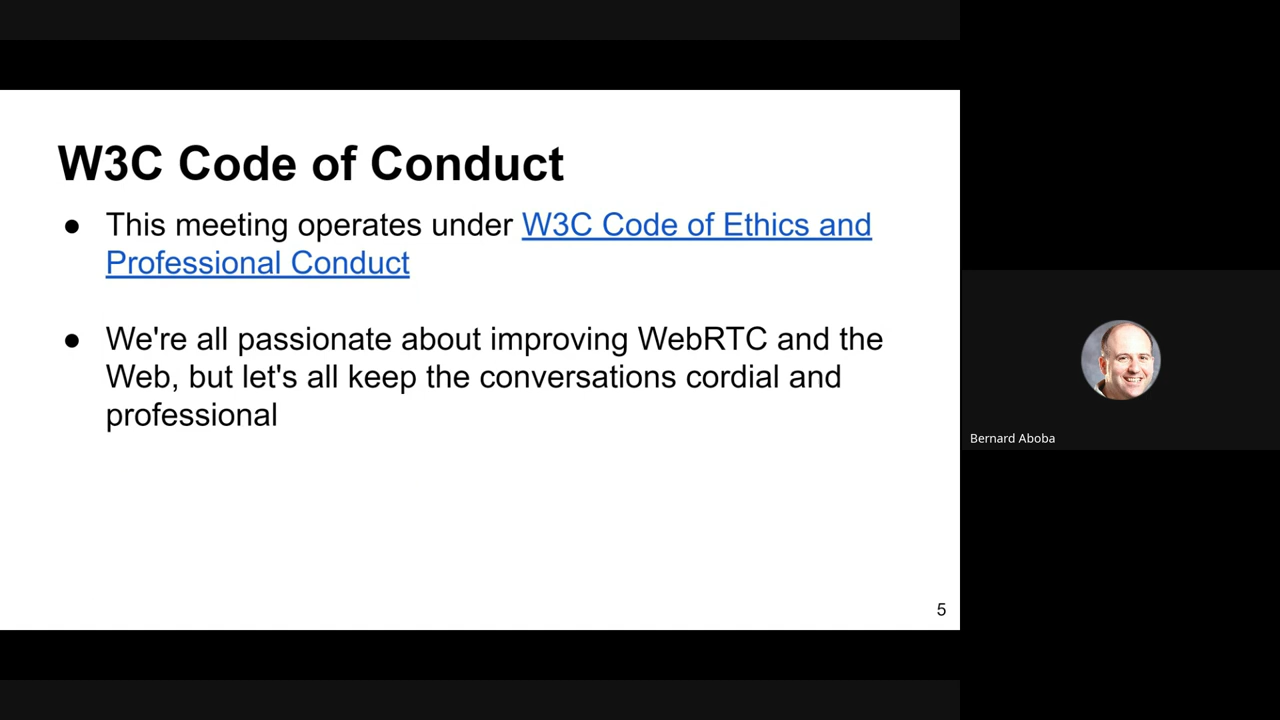 W3C Code of Conduct
● This meeting operates under W3C Code of Ethics and
Professional Conduct
● We're all passionate about improving WebRTC and the
Web, but let's all keep the conversations cordial and
professional
5
Bernard Aboba